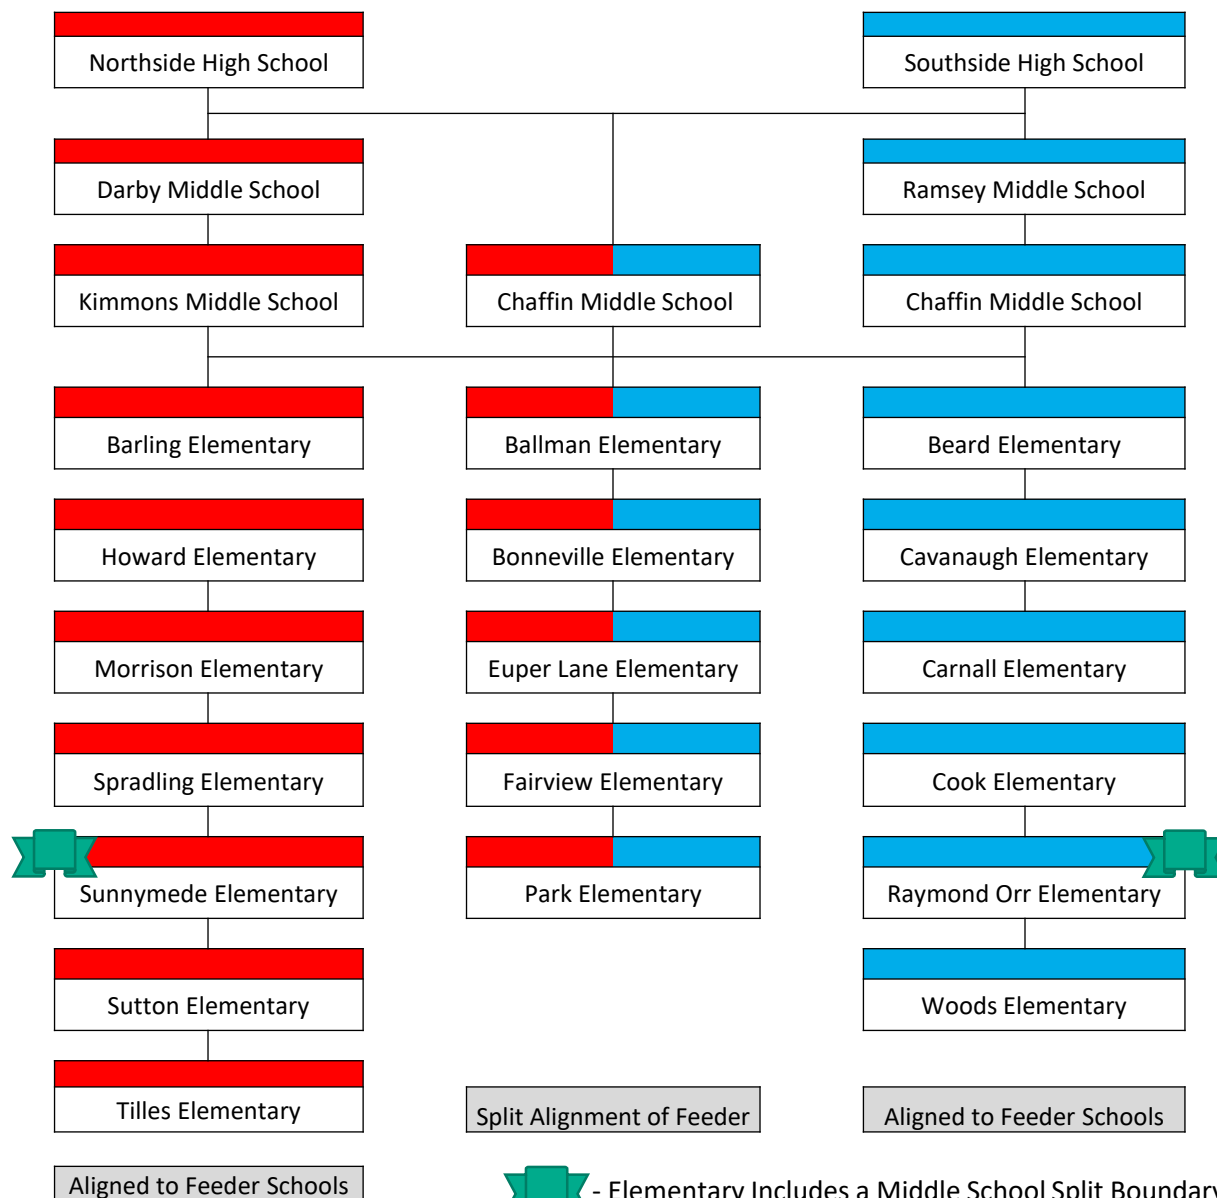 Northside High School
Southside High School
Darby Middle School
Ramsey Middle School
Kimmons Middle School
Chaffin Middle School
Chaffin Middle School
Barling Elementary
Ballman Elementary
Beard Elementary
Howard Elementary
Bonneville Elementary
Cavanaugh Elementary
Morrison Elementary
Euper Lane Elementary
Carnall Elementary
Spradling Elementary
Fairview Elementary
Cook Elementary
Sunnymede Elementary
Park Elementary
Raymond Orr Elementary
Sutton Elementary
Woods Elementary
Tilles Elementary
Split Alignment of Feeder
Aligned to Feeder Schools
Aligned to Feeder Schools
- Elementary Includes a Middle School Split Boundary